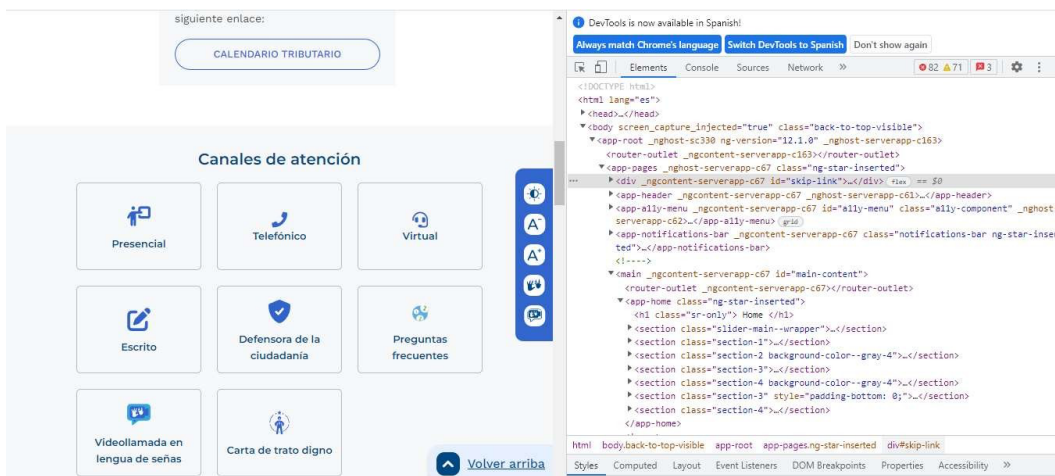 siguiente enlace:
CALENDARIO TRIBUTARIO
Canales de atención
Presencial
Telefónico
Virtual
Escrito
Defensora de la
ciudadanía
Preguntas
frecuentes
Videollamada en
lengua de señas
Carta de trato digno
A-
A+
Volver arriba
DevTools is now available in Spanish!
Always match Chrome's language Switch DevTools to Spanish Don't show again
Elements Console Sources Network » 82 71 3
<!DOCTYPE html>
<html lang="es">
<head>…</head>
<body screen_capture_injected="true" class="back-to-top-visible">
<app-root _nghost-sc330 ng-version="12.1.0" _nghost-serverapp-c163>
<router-outlet _ngcontent-serverapp-c163></router-outlet>
<app-pages _nghost-serverapp-c67 class="ng-star-inserted">
<div _ngcontent-serverapp-c67 id="skip-link">…</div> flex == $0
<app-header _ngcontent-serverapp-c67 _nghost-serverapp-c61>…</app-header>
<app-a11y-menu _ngcontent-serverapp-c67 id="a11y-menu" class="a11y-component" _nghost
serverapp-c62>…</app-a11y-menu> grid
<app-notifications-bar _ngcontent-serverapp-c67 class="notifications-bar ng-star-inser
ted">…</app-notifications-bar>
<!---->
<main _ngcontent-serverapp-c67 id="main-content">
<router-outlet _ngcontent-serverapp-c67></router-outlet>
<app-home class="ng-star-inserted">
<h1 class="sr-only"> Home </h1>
<section class="slider-main--wrapper">…</section>
<section class="section-1">…</section>
<section class="section-2 background-color--gray-4">…</section>
<section class="section-3">…</section>
<section class="section-4 background-color--gray-4">…</section>
<section class="section-3" style="padding-bottom: 0;">…</section>
<section class="section-4">…</section>
</app-home>
html body.back-to-top-visible app-root app-pages.ng-star-inserted div#skip-link
Styles Computed Layout Event Listeners DOM Breakpoints Properties Accessibility »